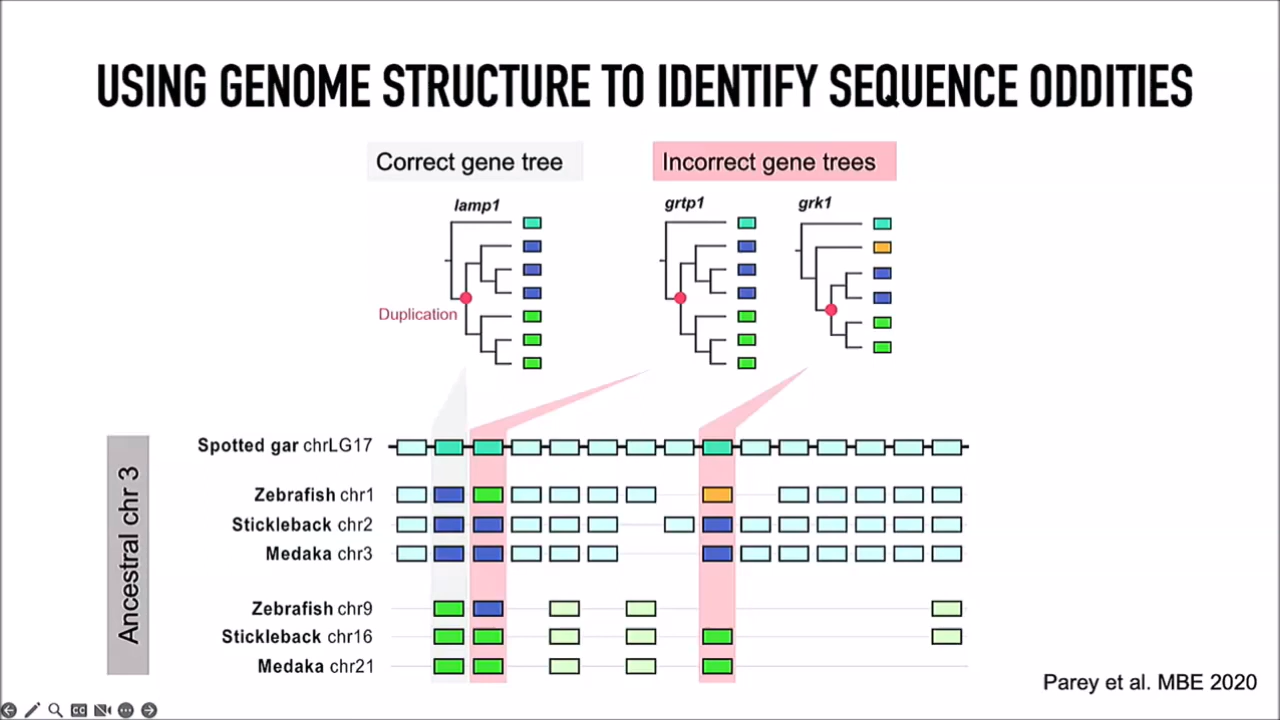 USING GENOME STRUCTURE TO IDENTIFY SEQUENCE ODDITIES
Correct gene tree
Incorrect gene trees
lamp1
grtp1
grk1
Duplication
Ancestral chr 3
Spotted gar chrLG17
Zebrafish chr1
Stickleback chr2
Medaka chr3
Zebrafish chr9
Stickleback chr16
Medaka chr21
Parey et al. MBE 2020
CC